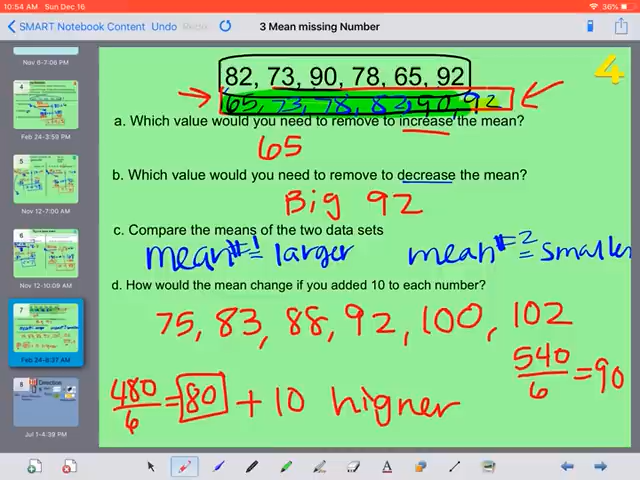 10:54 AM Sun Dec 16
36%
SMART Notebook Content
Undo
Redo
3 Mean missing Number
Nov 6-7:06 PM
4
Feb 24-3:59 PM
5
Nov 12-7:00 AM
6
Nov 12-10:09 AM
7
Feb 24-8:37 AM
8
Direction
Jul 1-4:39 PM
4
82, 73, 90, 78, 65, 92
65, 73, 78, 82, 90, 92
a. Which value would you need to remove to increase the mean?
65
b. Which value would you need to remove to decrease the mean?
Big 92
c. Compare the means of the two data sets
mean #1 = larger mean #2 = smaller
d. How would the mean change if you added 10 to each number?
75, 83, 88, 92, 100, 102
540/6 = 90
480/6 = 80 + 10 higner